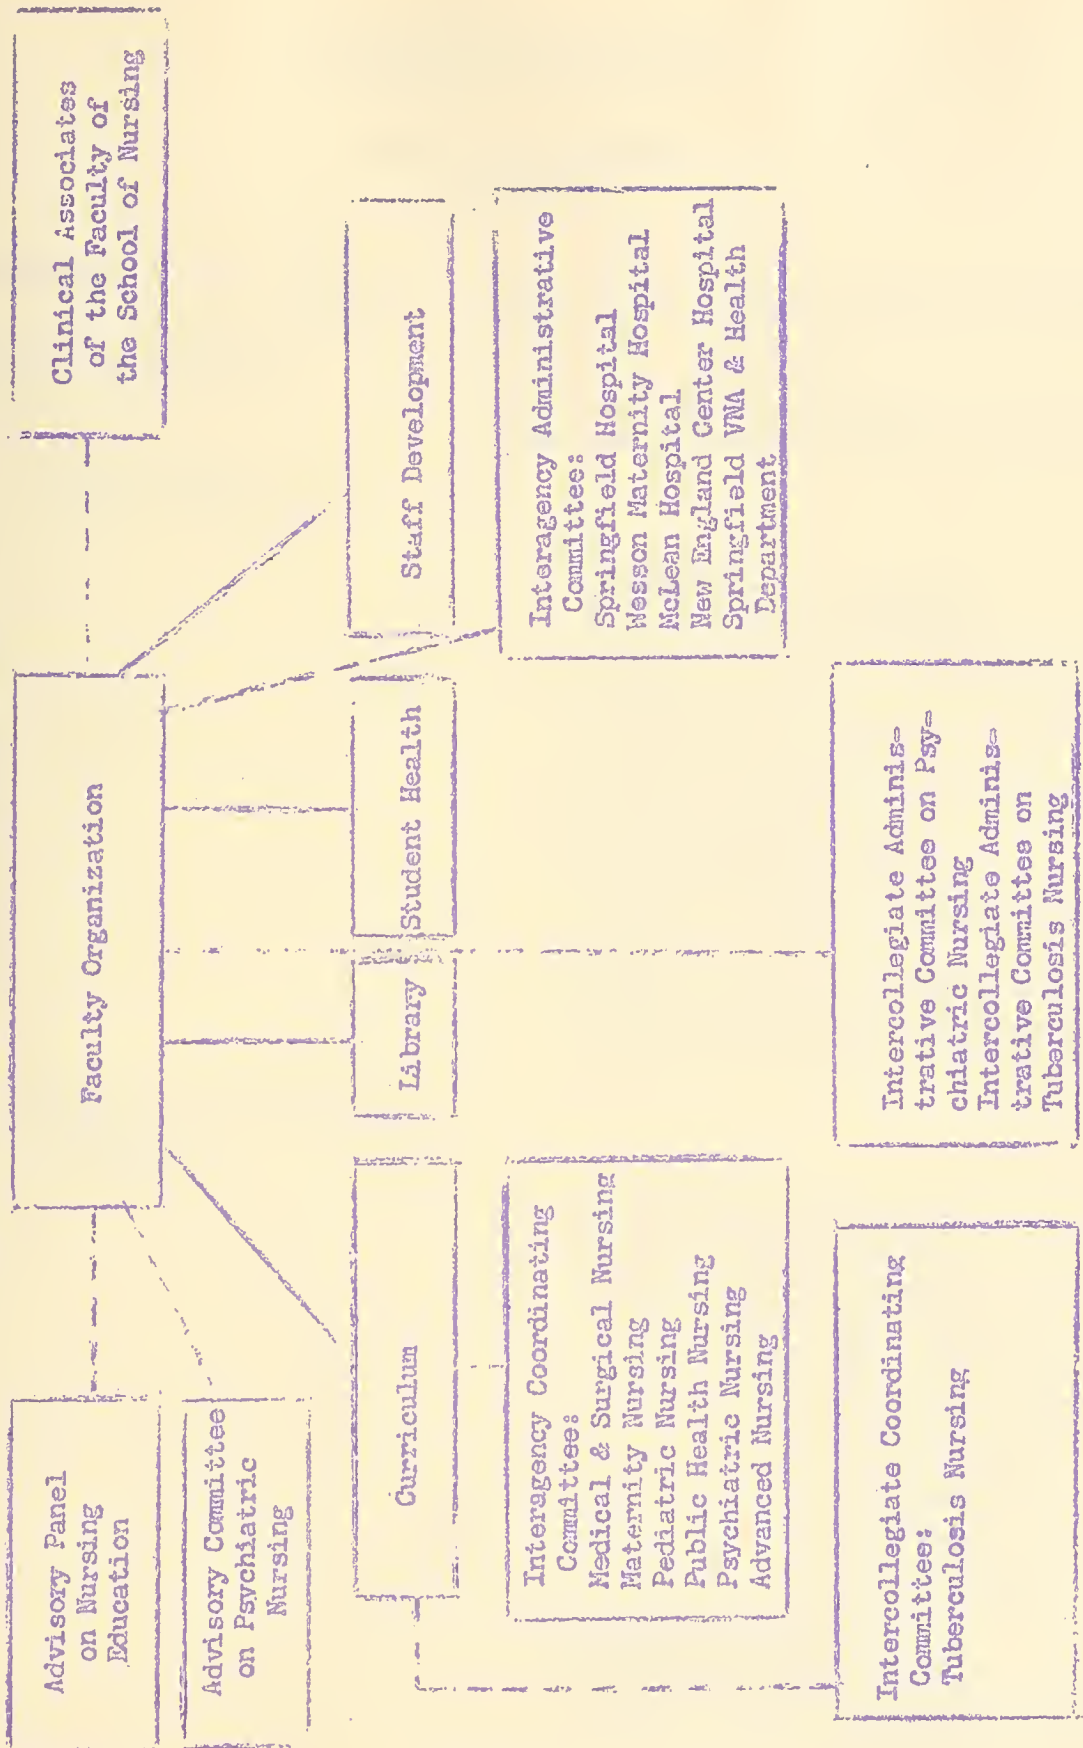 Advisory Panel
on Nursing
Education
Advisory Committee
on Psychiatric
Nursing
Faculty Organization
Clinical Associates
of the Faculty of
the School of Nursing
Curriculum
Library
Student Health
Staff Development
Interagency Coordinating
Committee:
Medical & Surgical Nursing
Maternity Nursing
Pediatric Nursing
Public Health Nursing
Psychiatric Nursing
Advanced Nursing
Interagency Administrative
Committee:
Springfield Hospital
Wesson Maternity Hospital
McLean Hospital
New England Center Hospital
Springfield VNA & Health
Department
Intercollegiate Coordinating
Committee:
Tuberculosis Nursing
Intercollegiate Adminis=
trative Committee on Psy=
chiatric Nursing
Intercollegiate Adminis=
trative Committee on
Tuberculosis Nursing